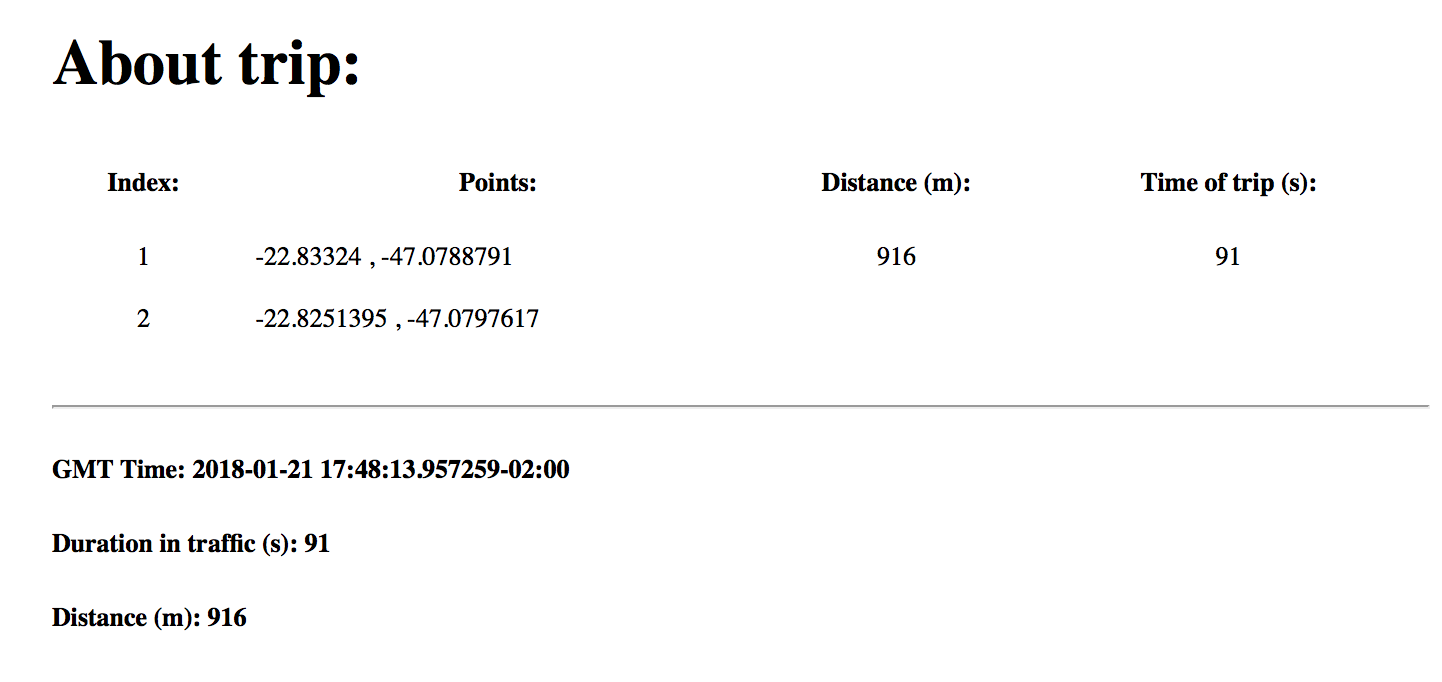 About trip:
Index: Points: Distance (m): Time of trip (s):
1 -22.83324 , -47.0788791 916 91
2 -22.8251395 , -47.0797617
GMT Time: 2018-01-21 17:48:13.957259-02:00
Duration in traffic (s): 91
Distance (m): 916